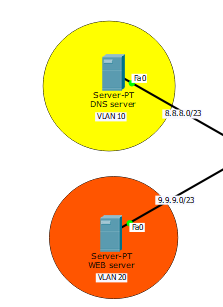 Fa0
Server-PT
DNS server
VLAN 10
8.8.8.0/23
9.9.9.0/23
Fa0
Server-PT
WEB server
VLAN 20